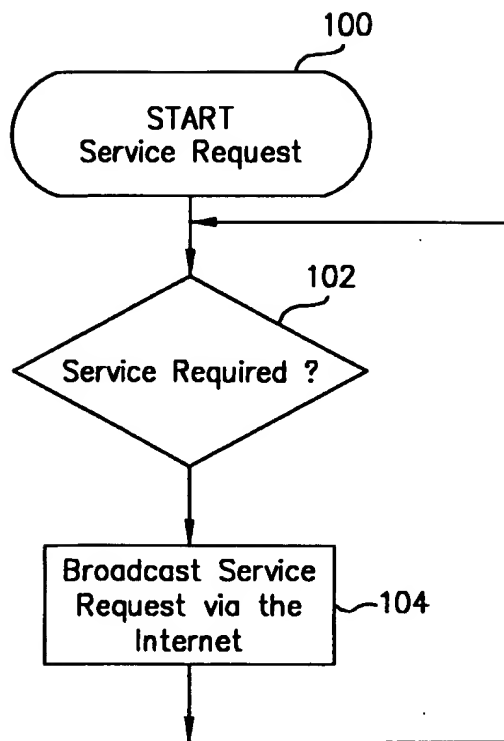 100
START
Service Request
102
Service Required ?
Broadcast Service
Request via the
Internet
104